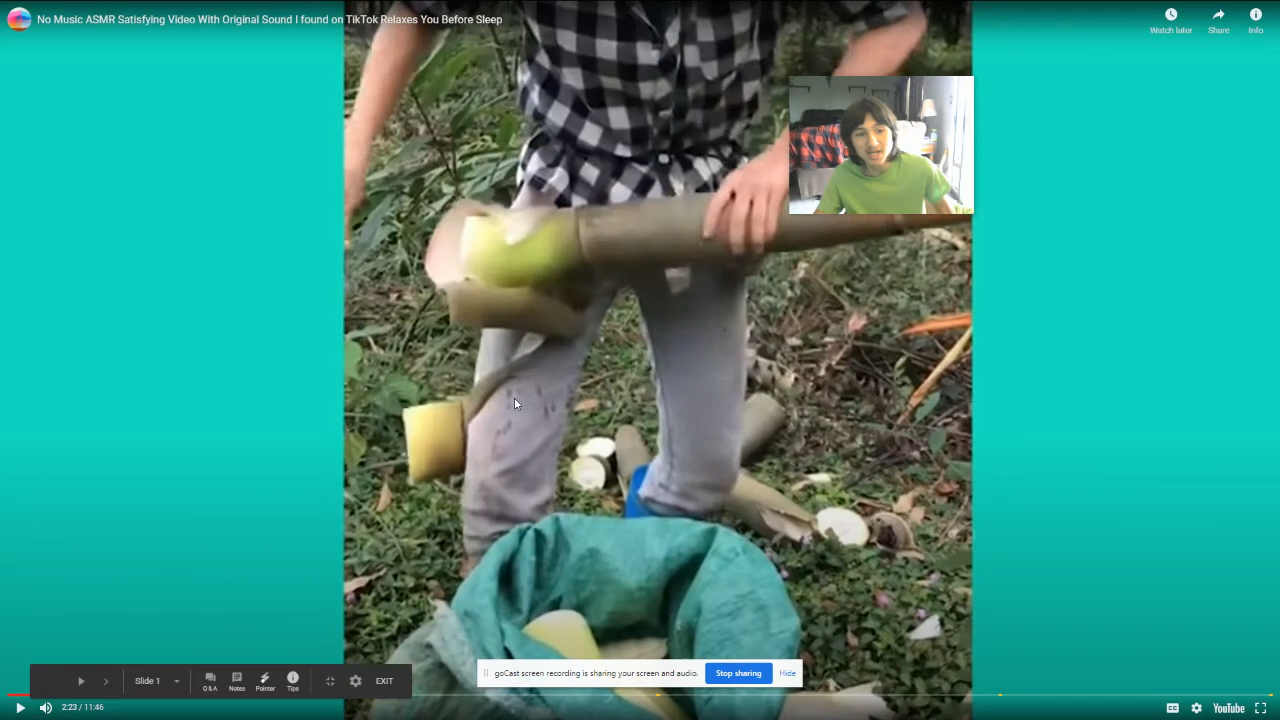 No Music ASMR Satisfying Video With Original Sound I found on TikTok Relaxes You Before Sleep
Watch later
Share
Info
goCast screen recording is sharing your screen and audio.
Stop sharing
Hide
Slide 1
Q & A
Notes
Pointer
Tips
EXIT
2:23 / 11:46
CC
YouTube